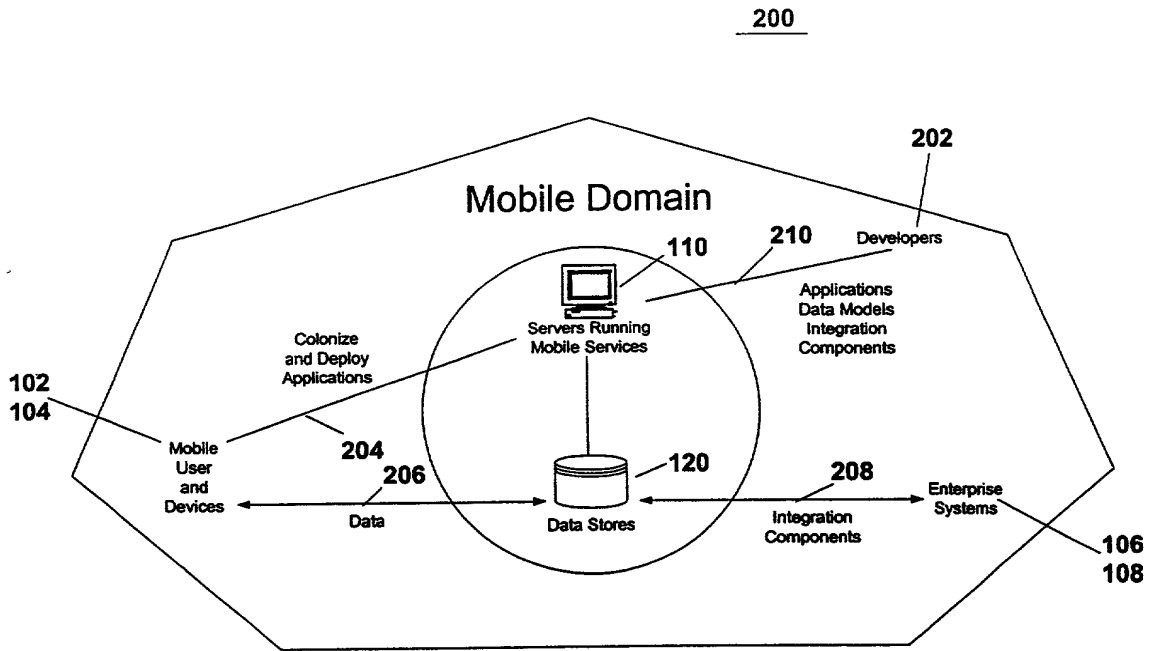 200
202
Mobile Domain
Developers
210
110
Applications
Data Models
Integration
Components
Servers Running
Mobile Services
Colonize
and Deploy
Applications
102
104
204
Mobile
User
and
Devices
206
Data
120
Data Stores
208
Integration
Components
Enterprise
Systems
106
108